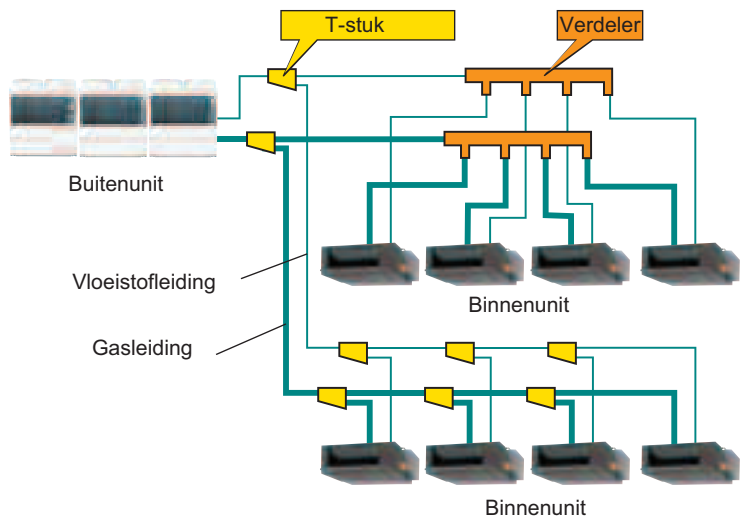 T-stuk
Verdeler
Buitenunit
Vloeistofleiding
Binnenunit
Gasleiding
Binnenunit